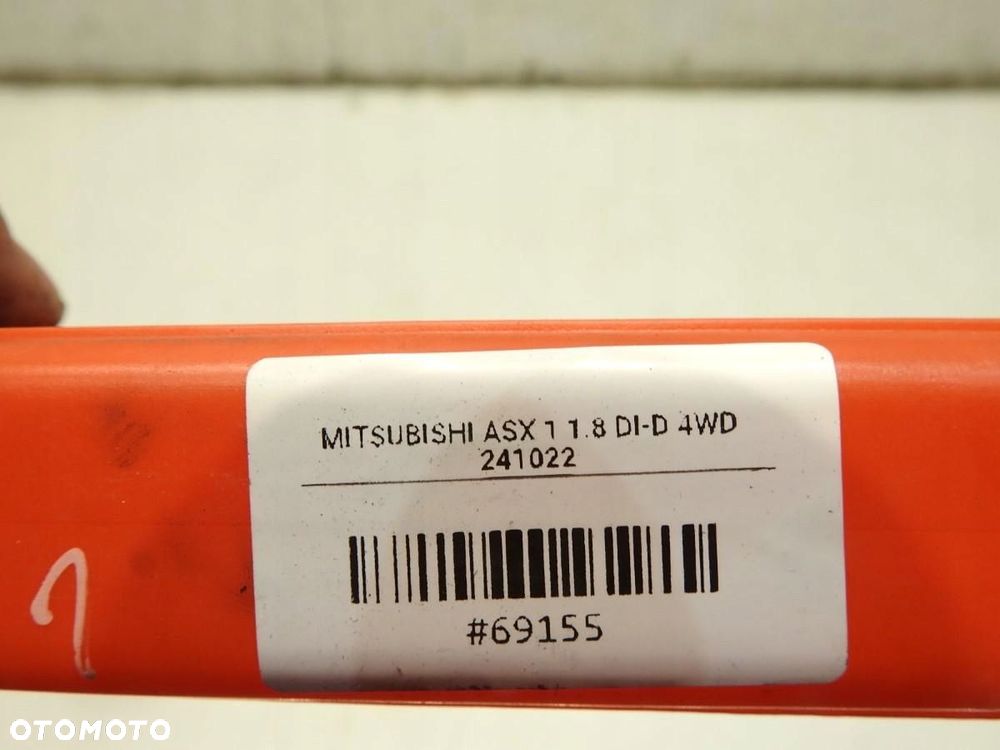 MITSUBISHI ASX 1 1.8 DI-D 4WD
241022
#69155
OTOMOTO